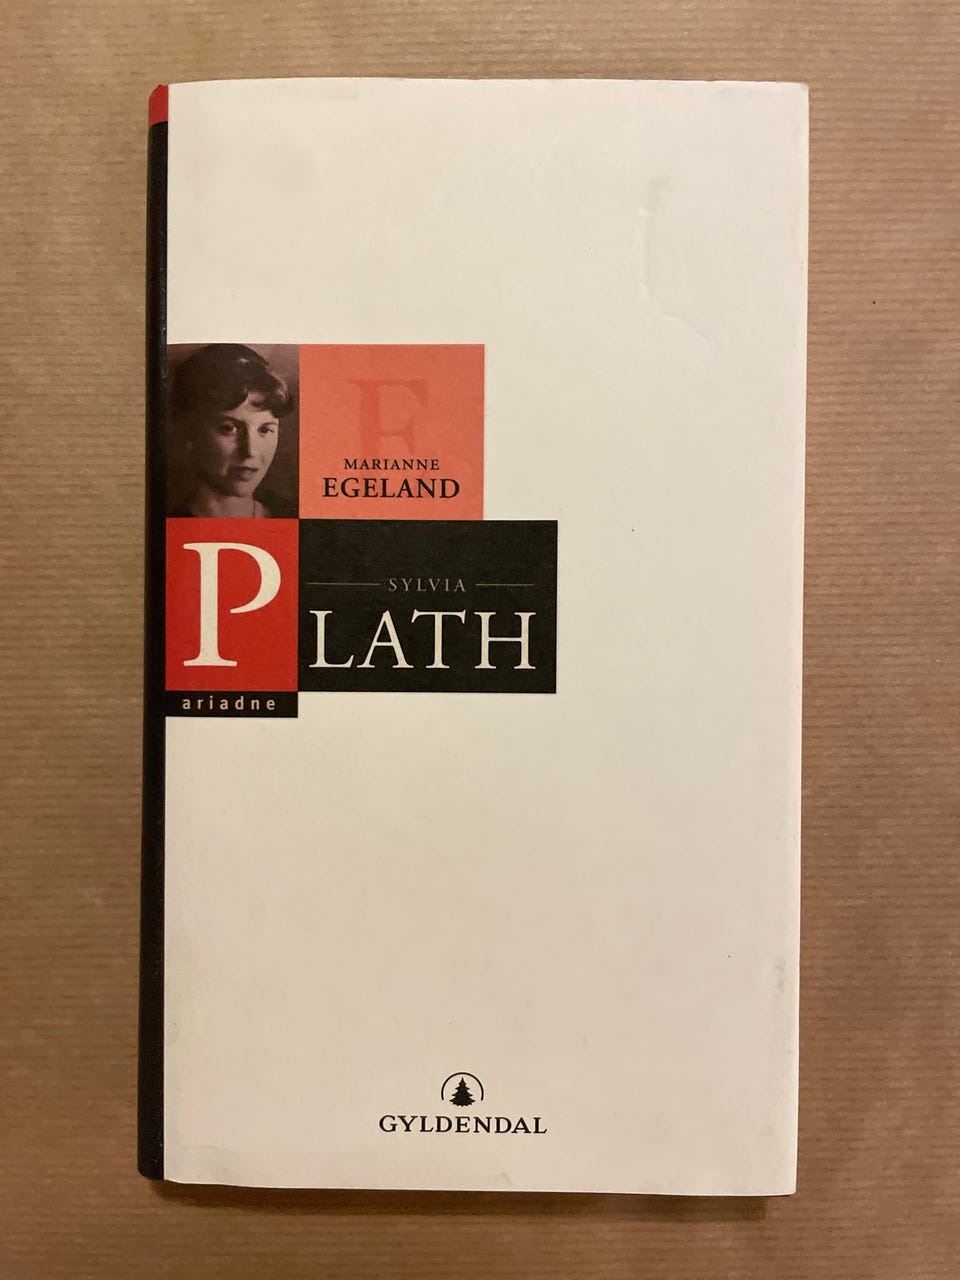 E
MARIANNE
EGELAND
SYLVIA
PLATH
ariadne
GYLDENDAL